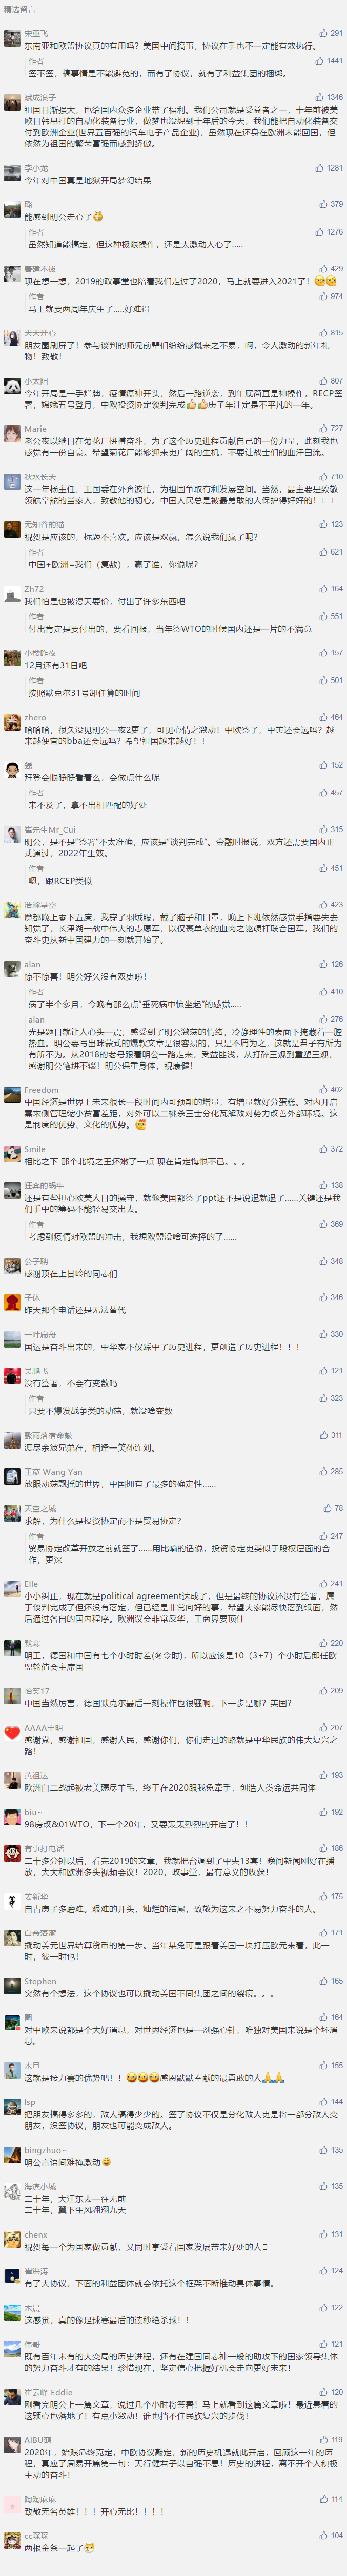 精选留言
宋亚飞
291
东南亚和欧盟协议真的有用吗?美国中间搞事,协议在手也不一定能有效执行。
作者
1441
签不签,搞事情是不能避免的,而有了协议,就有了利益集团的捆绑。
斌成浪子
1346
祖国日渐强大,也给国内众多企业带了福利。我们公司就是受益者之一,十年前被美
欧日韩吊打的自动化装备行业,做梦也没想到十年后的今天,我们能把自动化装备交
付到欧洲企业(世界五百强的汽车电子产品企业),虽然现在还身在欧洲未能回国,但
依然为祖国的繁荣富强而感到骄傲。
李小龙
1281
今年对中国真是地狱开局梦幻结果
璐
379
能感到明公走心了
作者
1276
虽然知道能搞定,但这种极限操作,还是太激动人心了.....
善建不拔
429
现在想一想,2019的政事堂也陪着我们走过了2020,马上就要进入2021了!
作者
974
马上就要两周年庆生了.....好难得
天天开心
815
朋友圈刷屏了!参与谈判的师兄前辈们纷纷感慨来之不易,啊,令人激动的新年礼
物!致敬!
小太阳
807
今年开局是一手烂牌,疫情瘟神开头,然后一路逆袭,到年底简直是神操作,RECP签
署,嫦娥五号登月,中欧投资协定谈判完成👍👍庚子年注定是不平凡的一年。
Marie
727
老公夜以继日在菊花厂拼搏奋斗,为了这个历史进程贡献自己的一份力量,此刻我也
感觉有一份自豪。希望菊花厂能够迎来更广阔的生机,不要让战士们的血汗白流。
秋水长天
710
这一年杨主任、王国委在外奔波忙,为祖国争取有利发展空间。当然,最主要是致敬
领航掌舵的当家人,致敬他的初心。中国人民总是被最勇敢的人保护得好好的!
无知谷的猫
123
祝贺是应该的,标题不喜欢。应该是双赢,怎么说我们赢了呢?
作者
621
中国+欧洲=我们(复数),赢了谁,你说呢?
Zh72
164
我们怕是也被漫天要价,付出了许多东西吧
作者
551
付出肯定是要付出的,要看回报,当年签WTO的时候国内还是一片的不满意
小楼昨夜
157
12月还有31日吧
作者
501
按照默克尔31号卸任算的时间
zhero
464
哈哈哈,很久没见明公一夜2更了,可见心情之激动!中欧签了,中英还会远吗?越
来越便宜的bba还会远吗?希望祖国越来越好!!
强
152
拜登会眼睁睁看着么,会做点什么呢
作者
457
来不及了,拿不出相匹配的好处
崔先生Mr_Cui
315
明公,是不是"签署"不太准确,应该是"谈判完成"。金融时报说,双方还需要国内正
式通过,2022年生效。
作者
451
嗯,跟RCEP类似
浩瀚星空
423
魔都晚上零下五度,我穿了羽绒服,戴了脑子和口罩,晚上下班依然感觉手指要失去
知觉了,长津湖一战中伟大的志愿军,以仅褁单衣的血肉之躯硬扛联合国军,我们的
奋斗史从新中国建力的一刻就开始了。
alan
126
惊不惊喜!明公好久没有双更啦!
作者
410
病了半个多月,今晚有那么点"垂死病中惊坐起"的感觉.....
alan
276
光是题目就让人心头一震,感受到了明公激荡的情绪,冷静理性的表面下掩藏着一腔
热血。明公要写出咪蒙式的爆款文章是很容易的,只是不屑为之,这就是君子有所为
有所不为。从2018的老号跟看明公一路走来,受益匪浅,从打碎三观到重塑三观,
感谢明公笔耕不辍!明公保重身体,祝康健!
Freedom
402
中国经济是世界上未来很长一段时间内可预期的增量,有增量就好分蛋糕。对内开启
需求侧管理缩小贫富差距,对外可以二桃杀三士分化瓦解敌对势力改善外部环境。这
是制度的优势、文化的优势。
Smile
372
相比之下 那个北境之王还嫩了一点 现在肯定悔恨不已。。。
狂奔的蜗牛
138
还是有些担心欧美人日的操守,就像美国都签了ppt还不是说退就退了......关键还是我
们手中的筹码不能轻易交出去。
作者
369
考虑到疫情对欧盟的冲击,我想欧盟没啥可选择的了......
公子骋
348
感谢顶在上甘岭的同志们
子休
346
昨天那个电话还是无法替代
一叶扁舟
330
国运是奋斗出来的,中华家不仅踩中了历史进程,更创造了历史进程!!!
吴鹏飞
121
没有签署,不会有变数吗
作者
323
只要不爆发战争类的动荡,就没啥变数
骤雨落宿命敲
311
渡尽余波兄弟在,相逢一笑孙连刘。
王彦 Wang Yan
285
放眼动荡飘摇的世界,中国拥有了最多的确定性......
天空之城
78
求解,为什么是投资协定而不是贸易协定?
作者
247
贸易协定改革开放之前就签了......用比喻的话说,投资协定更类似于股权层面的合
作,更深
Elle
241
小小纠正,现在就是political agreement达成了,但是最终的协议还没有签署,属
于谈判完成了但还没有落定,但已经是非常向好的事,希望大家能尽快落到纸面,然
后通过各自的国内程序。欧洲议会非常反华,工商界要顶住
默寒
220
明工,德国和中国有七个小时时差(冬令时),所以应该是10(3+7)个小时后卸任欧
盟轮值会主席国
怡笑17
209
中国当然厉害,德国默克尔最后一刻操作也很骚啊,下一步是哪?英国?
AAAA宝明
207
感谢党,感谢祖国,感谢人民,感谢你们,你们走过的路就是中华民族的伟大复兴之
路!
黄祖达
193
欧洲自二战起被老美薅尽羊毛,终于在2020跟我兔牵手,创造人类命运共同体
biu~
192
98房改&01WTO,下一个20年,又要轰轰烈烈的开启了!!
有事打电话
186
二十多分钟以后,看完2019的文章,我就把台调到了中央13套!晚间新闻刚好在播
放,大大和欧洲多头视频会议!2020,政事堂,最有意义的收获!
姜新华
175
自古庚子多磨难。艰难的开头,灿烂的结尾,致敬为这来之不易努力奋斗的人。
白帝落蒻
171
撬动美元世界结算货币的第一步。当年某免可是跟看美国一块打压欧元来看,此一
时,彼一时也!
Stephen
165
突然有个想法,这个协议也可以撬动美国不同集团之间的裂痕。。。
164
对中欧来说都是个大好消息,对世界经济也是一剂强心针,唯独对美国来说是个坏消
息。
木旦
155
这就是接力赛的优势吧!!😂😂😂感恩默默奉献的最勇敢的人🙏🙏
lsp
144
把朋友搞得多多的,敌人搞得少少的。签了协议不仅是分化敌人更是将一部分敌人变
朋友,没签协议,朋友也可能变成敌人。
bingzhuo~
135
明公言语间难掩激动
海滨小城
135
二十年,大江东去一往无前
二十年,翼下生风翱翔九天
chenx
131
祝贺每一个为国家做贡献,又同时享受着国家发展带来好处的人
崔洪涛
124
有了大协议,下面的利益团体就会依托这个框架不断推动具体事情。
木晨
122
这感觉,真的像足球赛最后的读秒绝杀球!!
伟哥
121
既有百年未有的大变局的历史进程,还有在建国同志神一般的助攻下的国家领导集体
的努力奋斗才有的结果!珍惜现在,坚定信心把握好机会走向更好未来!
崔云峰 Eddie
120
刚看完明公上一篇文章,说过几个小时将签署!马上就看到这篇文章啦!最近悬着的
这颗心也落地了!有点小激动!谁也挡不住民族复兴的步伐!
AIBU鹤
119
2020年,始艰危终克定,中欧协议敲定,新的历史机遇就此开启,回顾这一年的历
程,真应了周易开篇第一句:天行健君子以自强不息!历史的进程,离不开个人积极
主动的奋斗!
陶陶麻麻
114
致敬无名英雄!!!开心无比!!!!
cc琛琛
104
两根金条一起了